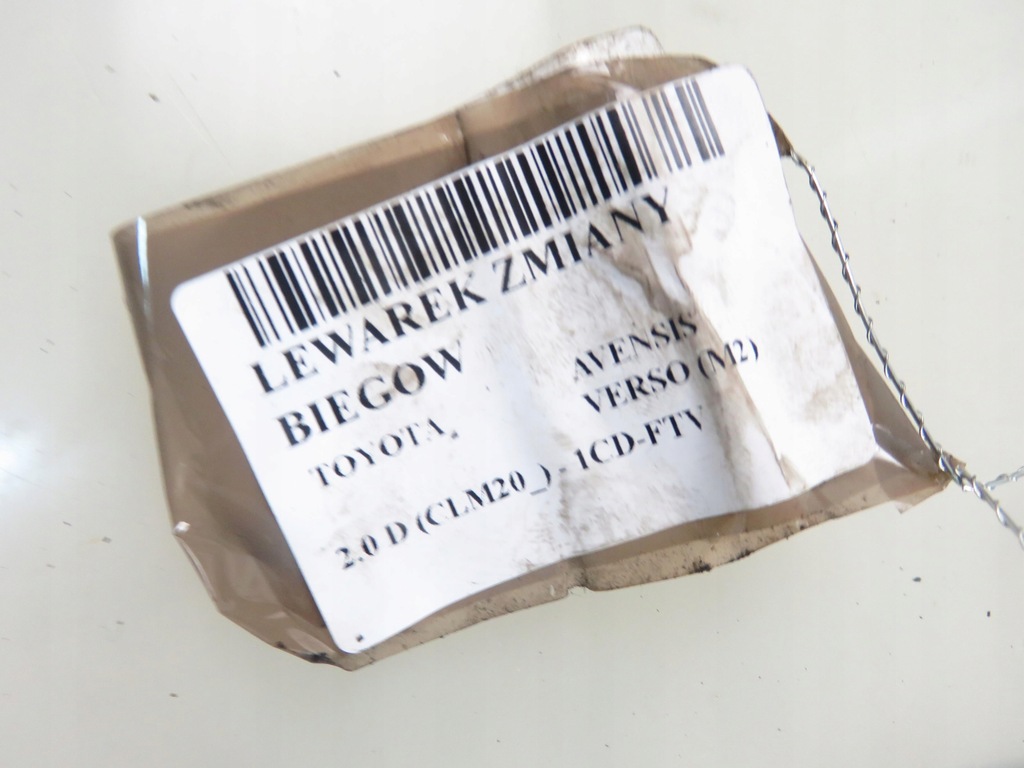 LEWAREK ZMIANY
BIEGOW
TOYOTA
AVENSIS
VERSO (M2)
2.0 D (CLM20_) - 1CD-FTV